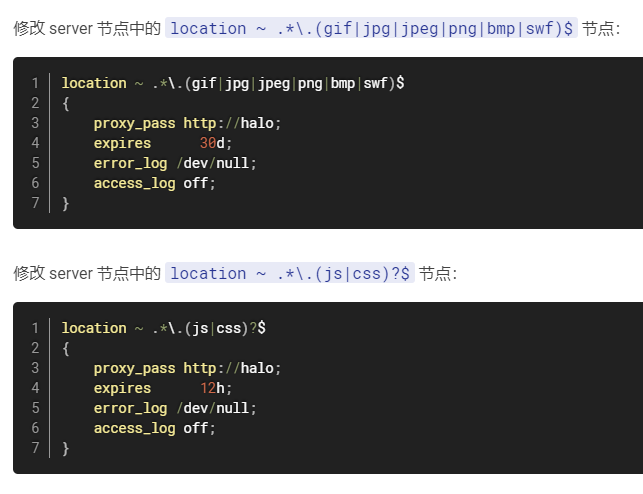 修改 server 节点中的 location ~ .*\.(gif|jpg|jpeg|png|bmp|swf)$ 节点：
1 location ~ .*\.(gif|jpg|jpeg|png|bmp|swf)$
2 {
3     proxy_pass http://halo;
4     expires      30d;
5     error_log /dev/null;
6     access_log off;
7 }
修改 server 节点中的 location ~ .*\.(js|css)?$ 节点：
1 location ~ .*\.(js|css)?$
2 {
3     proxy_pass http://halo;
4     expires      12h;
5     error_log /dev/null;
6     access_log off;
7 }